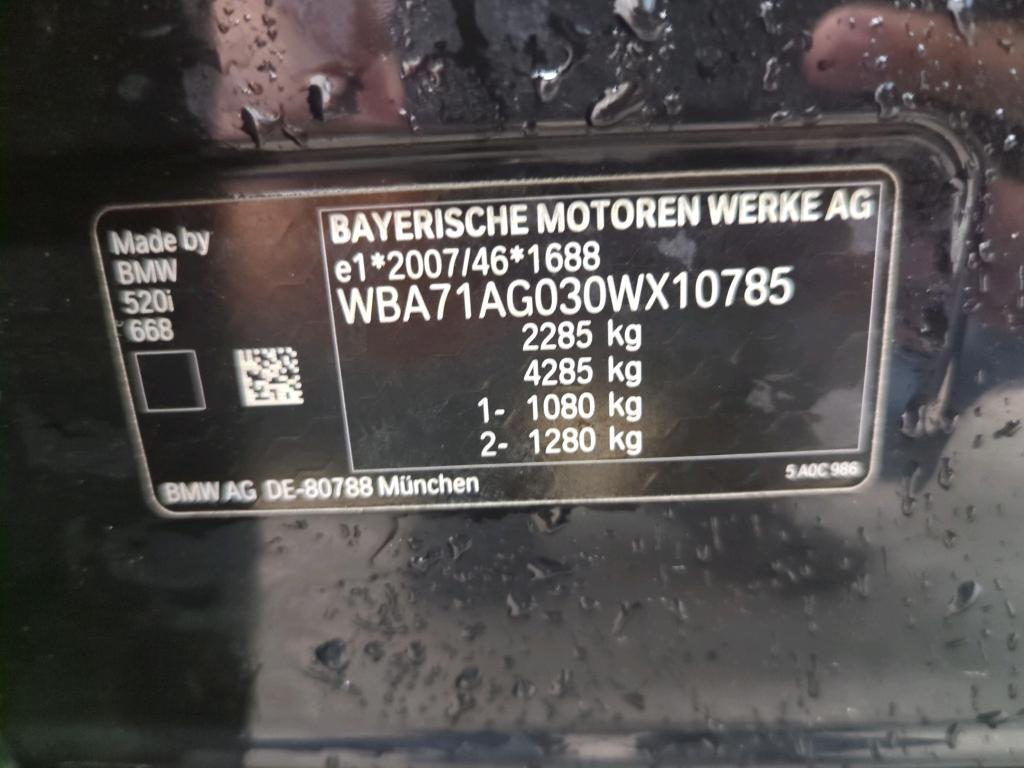 Made by
BMW
520i
668
BAYERISCHE MOTOREN WERKE AG
e1*2007/46*1688
WBA71AG030WX10785
2285 kg
4285 kg
1- 1080 kg
2- 1280 kg
BMW AG DE-80788 München
5 A0C 986